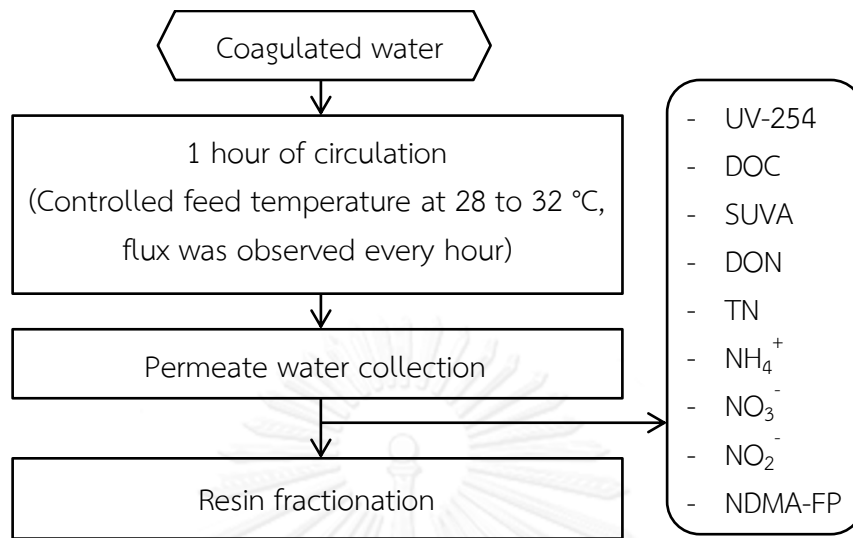 Coagulated water
1 hour of circulation
(Controlled feed temperature at 28 to 32 °C,
flux was observed every hour)
Permeate water collection
Resin fractionation
- UV-254
- DOC
- SUVA
- DON
- TN
- NH₄⁺
- NO₃⁻
- NO₂⁻
- NDMA-FP